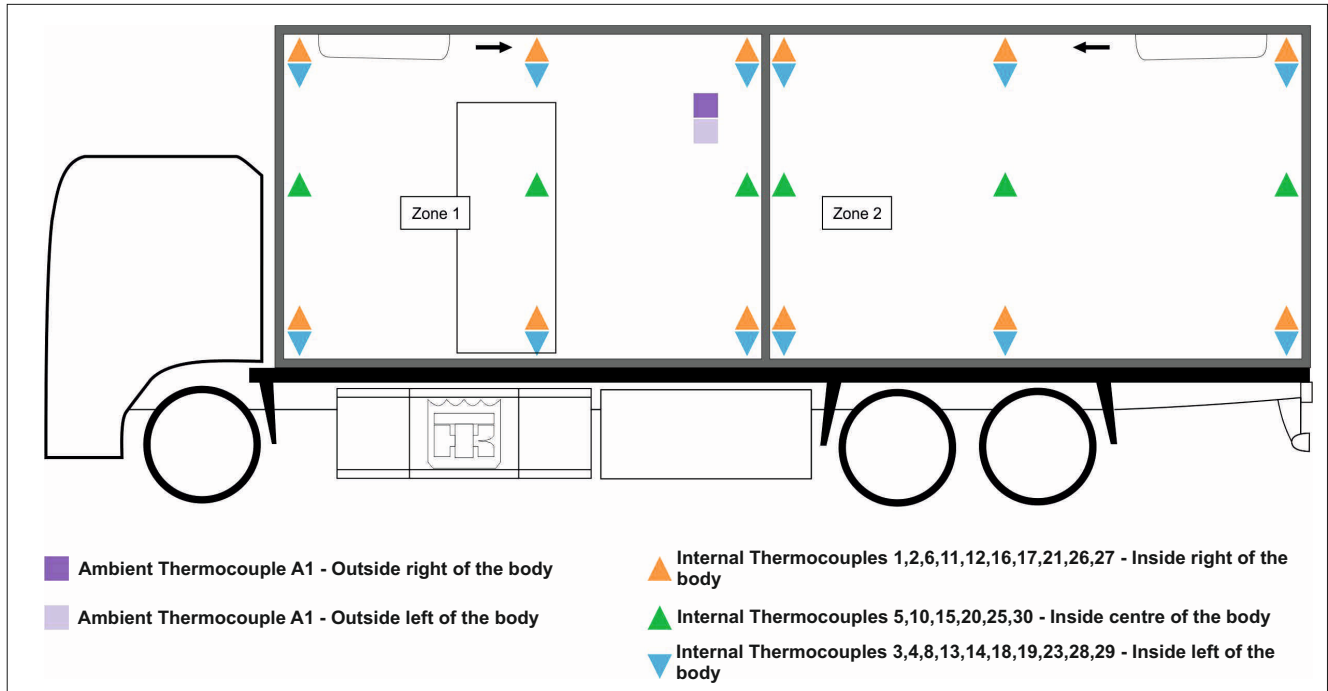 Zone 1
Zone 2
Ambient Thermocouple A1 - Outside right of the body
Ambient Thermocouple A1 - Outside left of the body
Internal Thermocouples 1,2,6,11,12,16,17,21,26,27 - Inside right of the
body
Internal Thermocouples 5,10,15,20,25,30 - Inside centre of the body
Internal Thermocouples 3,4,8,13,14,18,19,23,28,29 - Inside left of the
body